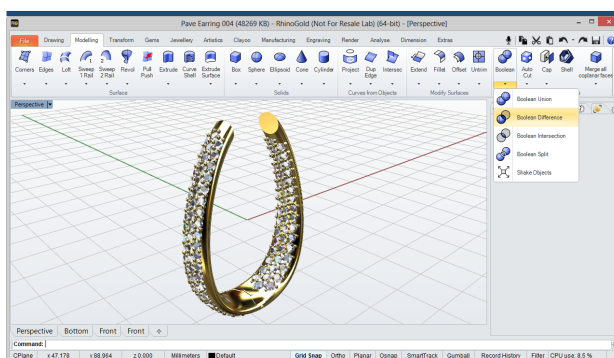 Pave Earring 004 (48269 KB) - RhinoGold (Not For Resale Lab) (64-bit) - [Perspective]
File Drawing Modelling Transform Gems Jewellery Artistics Clayoo Manufacturing Engraving Render Analyse Dimension Extras
Corners Edges Loft Sweep 1 Rail Sweep 2 Rail Revol Pull Push Extrude Curve Shell Extrude Surface Box Sphere Ellipsoid Cone Cylinder Project Dup Edge Intersec Extend Fillet Offset Untrim Boolean Auto Cut Cap Shell Merge all coplanar faces
Surface Solids Curves from Objects Modify Surfaces
Perspective
Boolean Union
Boolean Difference
Boolean Intersection
Boolean Split
Shake Objects
Perspective Bottom Front Front
Command:
CPlane x 47.178 y 88.964 z 0.000 Millimeters Default Grid Snap Ortho Planar Osnap SmartTrack Gumball Record History Filter CPU use: 8.5 %